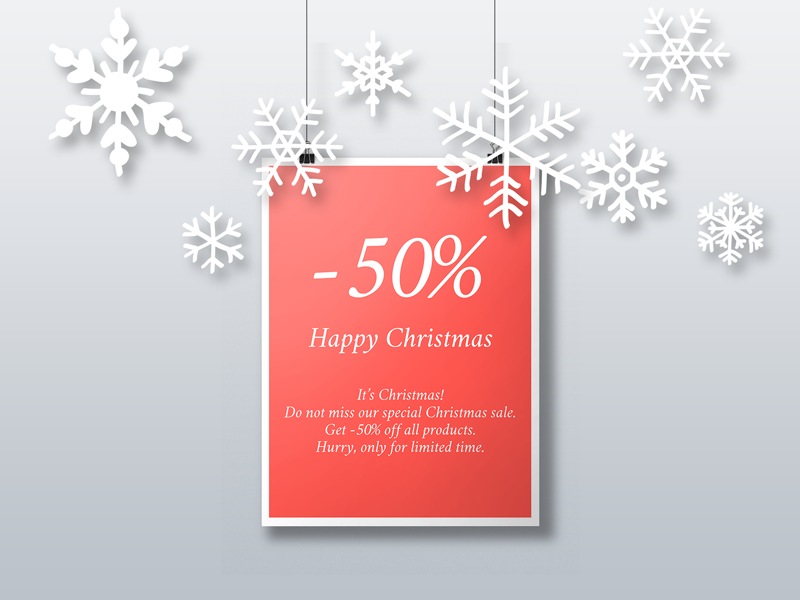 -50%
Happy Christmas
It's Christmas!
Do not miss our special Christmas sale.
Get -50% off all products.
Hurry, only for limited time.